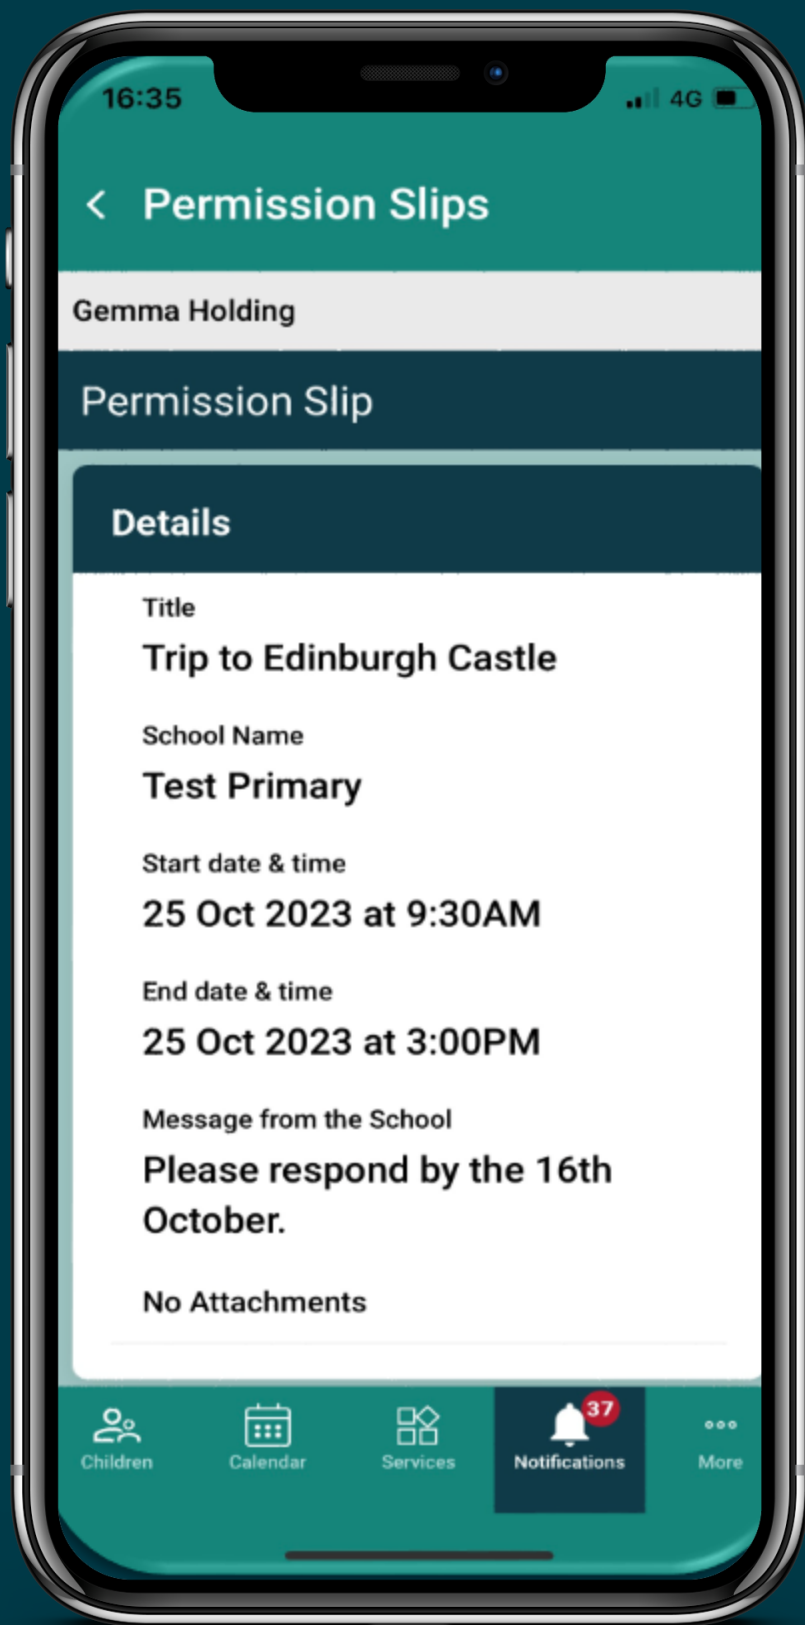 16:35
4G
Permission Slips
Gemma Holding
Permission Slip
Details
Title
Trip to Edinburgh Castle
School Name
Test Primary
Start date & time
25 Oct 2023 at 9:30AM
End date & time
25 Oct 2023 at 3:00PM
Message from the School
Please respond by the 16th
October.
No Attachments
37
Children
Calendar
Services
Notifications
More